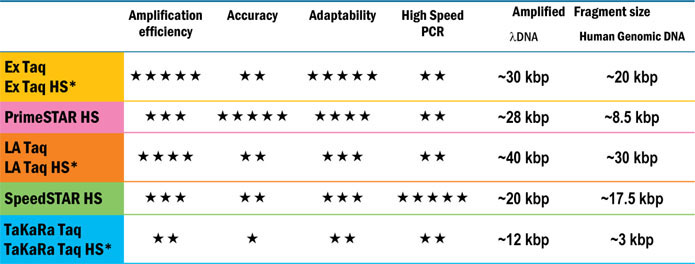 Amplification efficiency Accuracy Adaptability High Speed PCR Amplified Fragment size
λDNA Human Genomic DNA
Ex Taq
Ex Taq HS* ★★★★★ ★★ ★★★★★ ★★ ~30 kbp ~20 kbp
PrimeSTAR HS ★★★ ★★★★★ ★★★★ ★★ ~28 kbp ~8.5 kbp
LA Taq
LA Taq HS* ★★★★ ★★ ★★★ ★★ ~40 kbp ~30 kbp
SpeedSTAR HS ★★★ ★★ ★★★ ★★★★★ ~20 kbp ~17.5 kbp
TaKaRa Taq
TaKaRa Taq HS* ★★ ★ ★★ ★★ ~12 kbp ~3 kbp